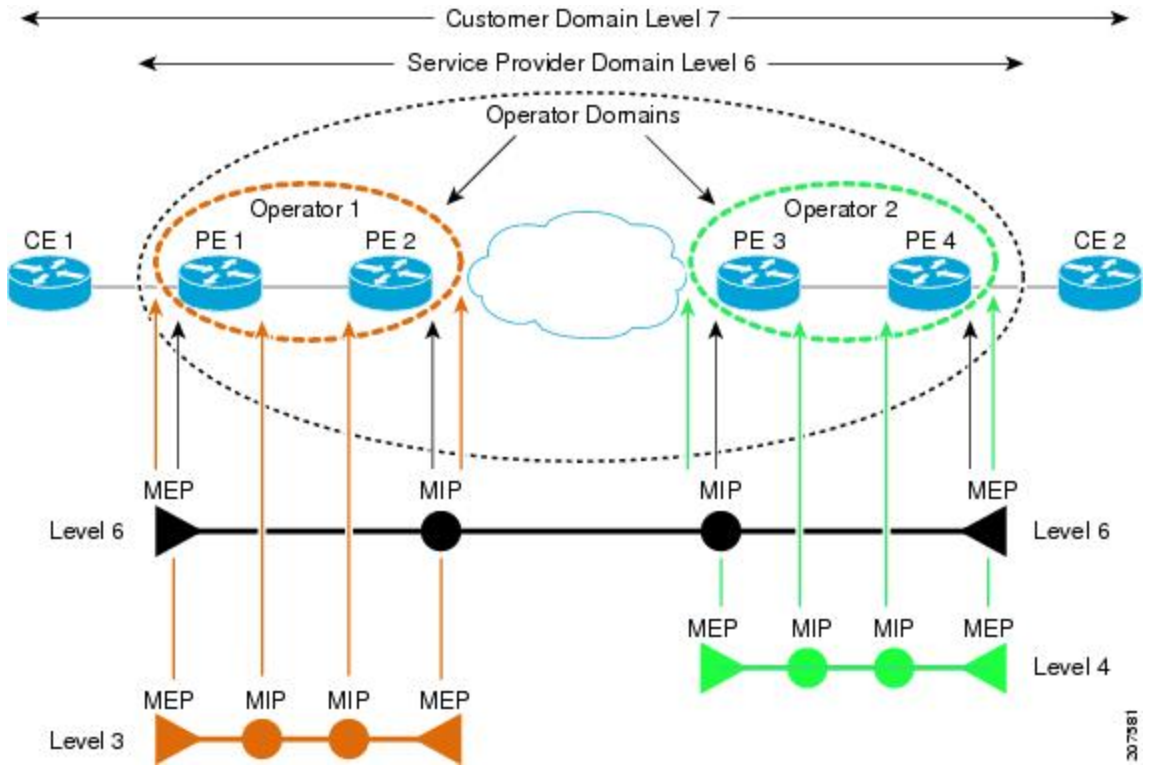 Customer Domain Level 7
Service Provider Domain Level 6
Operator Domains
Operator 1
Operator 2
CE 1
PE 1
PE 2
PE 3
PE 4
CE 2
MEP
MIP
MIP
MEP
Level 6
Level 6
MEP
MIP
MIP
MEP
Level 4
MEP
MIP
MIP
MEP
Level 3
207581